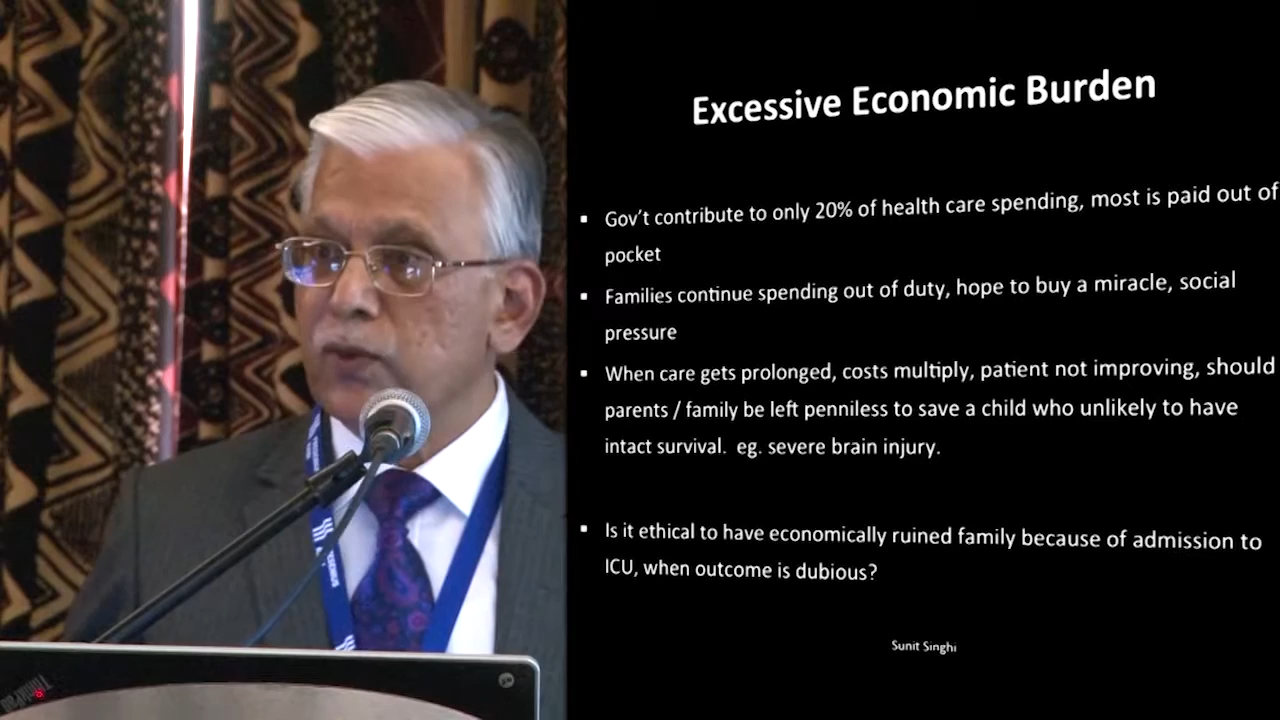 Excessive Economic Burden
▪ Gov't contribute to only 20% of health care spending, most is paid out of
pocket
▪ Families continue spending out of duty, hope to buy a miracle, social
pressure
▪ When care gets prolonged, costs multiply, patient not improving, should
parents / family be left penniless to save a child who unlikely to have
intact survival. eg. severe brain injury.
▪ Is it ethical to have economically ruined family because of admission to
ICU, when outcome is dubious?
Sunit Singhi
FRESENIUS
ThinkPad